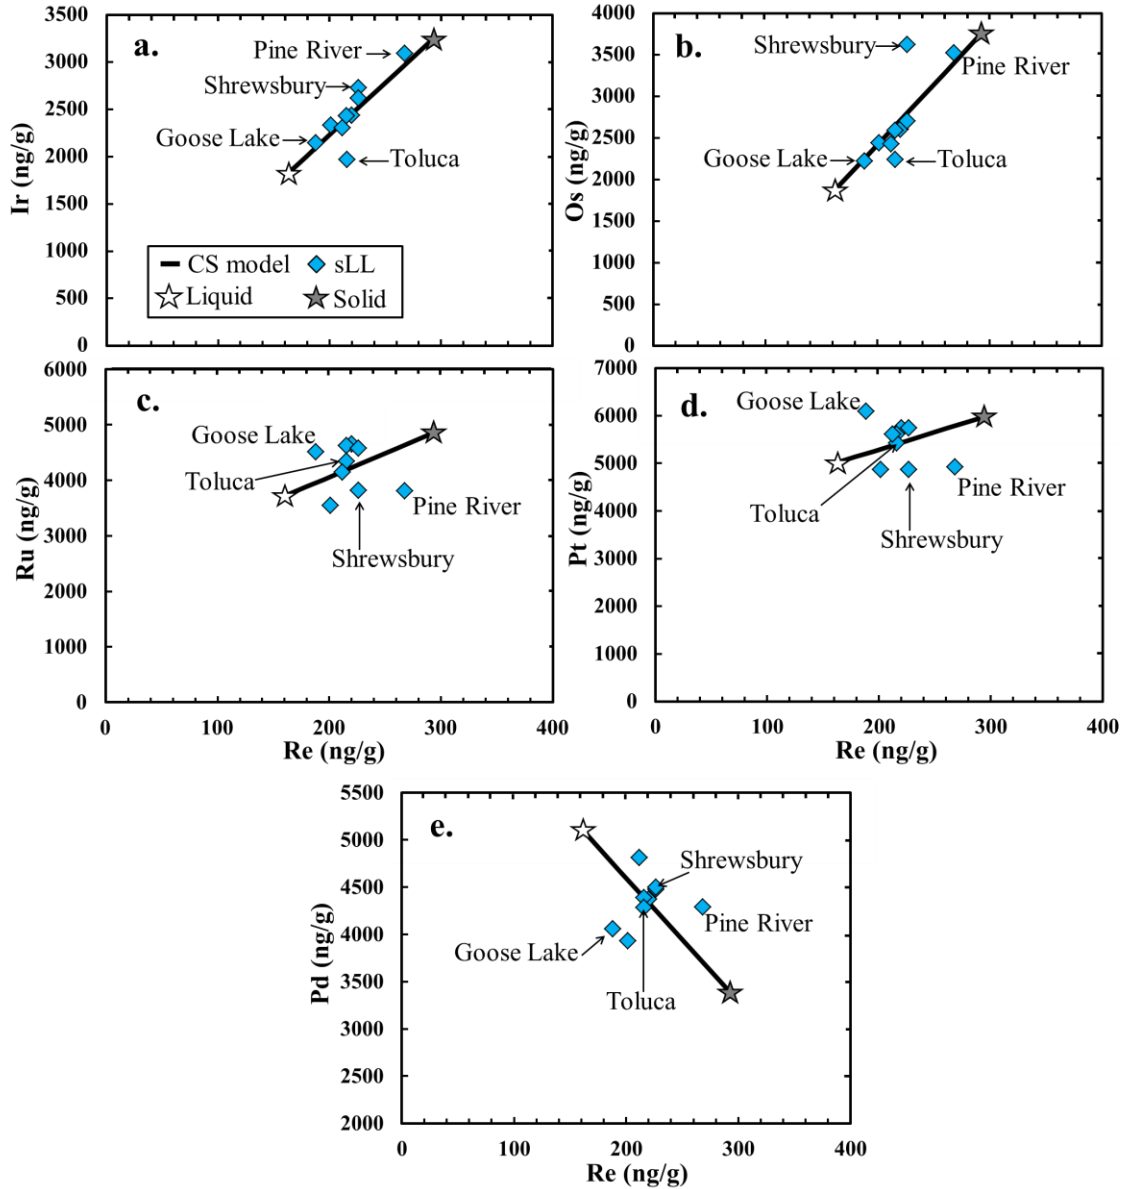 a.
3500
3000
2500
2000
1500
1000
500
0
Ir (ng/g)
Pine River
Shrewsbury
Goose Lake
Toluca
CS model
sLL
Liquid
Solid
b.
4000
3500
3000
2500
2000
1500
1000
500
0
Os (ng/g)
Shrewsbury
Pine River
Goose Lake
Toluca
c.
6000
5000
4000
3000
2000
1000
0
Ru (ng/g)
Goose Lake
Toluca
Pine River
Shrewsbury
0 100 200 300 400
Re (ng/g)
d.
7000
6000
5000
4000
3000
2000
1000
0
Pt (ng/g)
Goose Lake
Pine River
Toluca
Shrewsbury
0 100 200 300 400
Re (ng/g)
e.
5500
5000
4500
4000
3500
3000
2500
2000
Pd (ng/g)
Shrewsbury
Pine River
Goose Lake
Toluca
0 100 200 300 400
Re (ng/g)